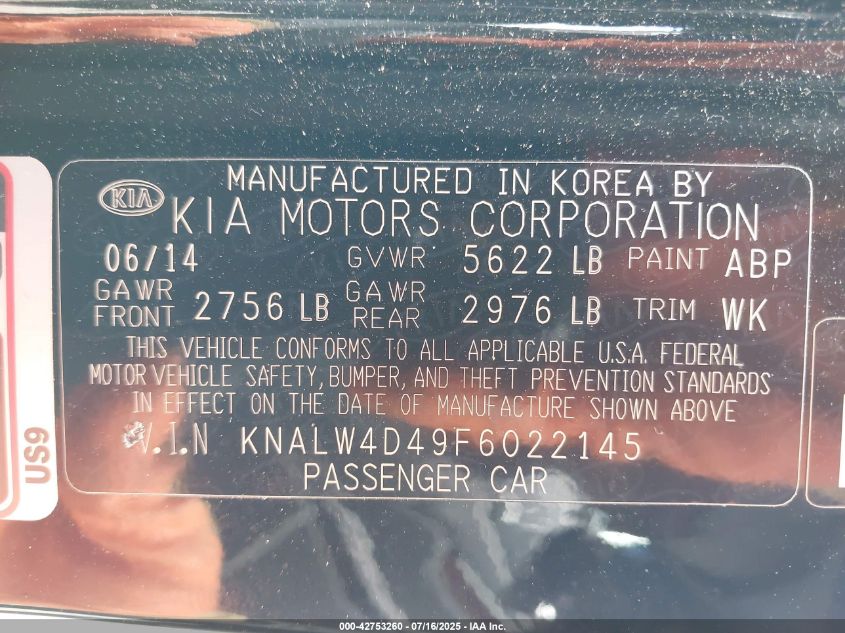 MANUFACTURED IN KOREA BY
KIA
KIA MOTORS CORPORATION
06/14 GVWR 5622 LB PAINT ABP
GAWR FRONT 2756 LB GAWR REAR 2976 LB TRIM WK
THIS VEHICLE CONFORMS TO ALL APPLICABLE U.S.A. FEDERAL
MOTOR VEHICLE SAFETY, BUMPER, AND THEFT PREVENTION STANDARDS
IN EFFECT ON THE DATE OF MANUFACTURE SHOWN ABOVE
V.I.N KNALW4D49F6022145
PASSENGER CAR
US9
000-42753260 - 07/16/2025 - IAA Inc.